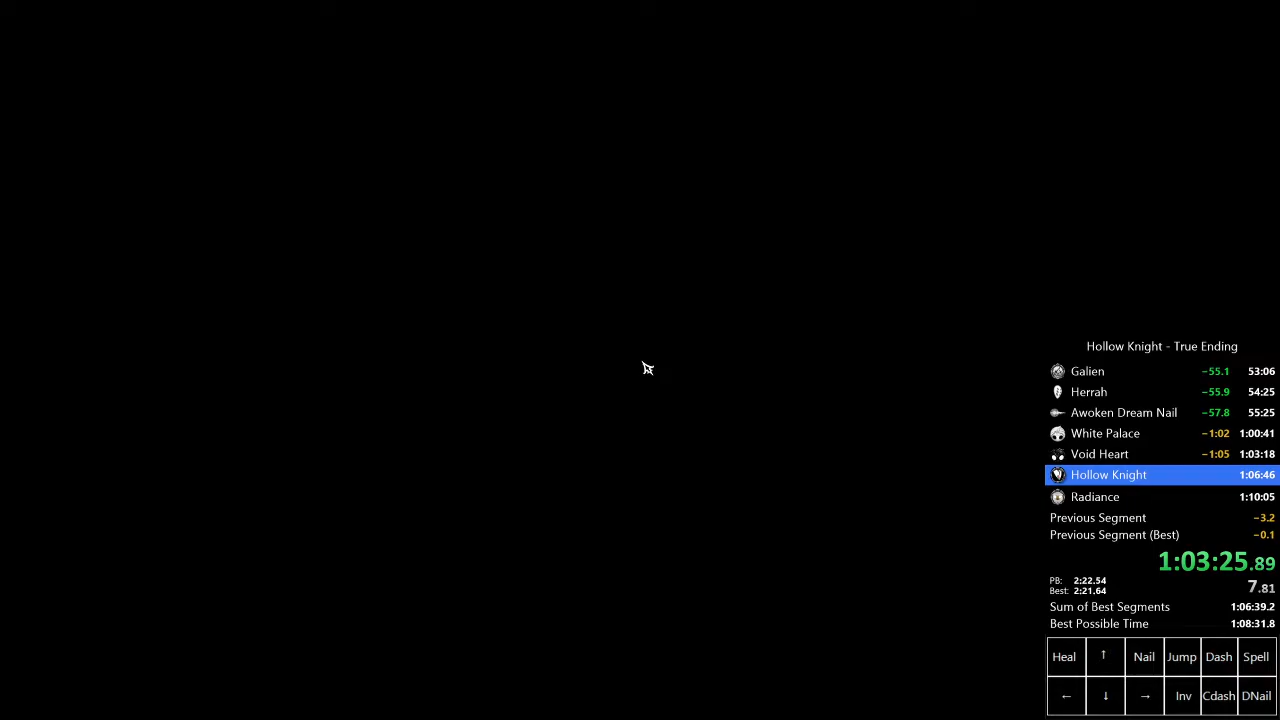 Hollow Knight - True Ending
Galien −55.1 53:06
Herrah −55.9 54:25
Awoken Dream Nail −57.8 55:25
White Palace −1:02 1:00:41
Void Heart −1:05 1:03:18
Hollow Knight 1:06:46
Radiance 1:10:05
Previous Segment −3.2
Previous Segment (Best) −0.1
1:03:25.89
PB: 2:22.54
Best: 2:21.64
7.81
Sum of Best Segments 1:06:39.2
Best Possible Time 1:08:31.8
Heal ↑ Nail Jump Dash Spell
← ↓ → Inv Cdash DNail